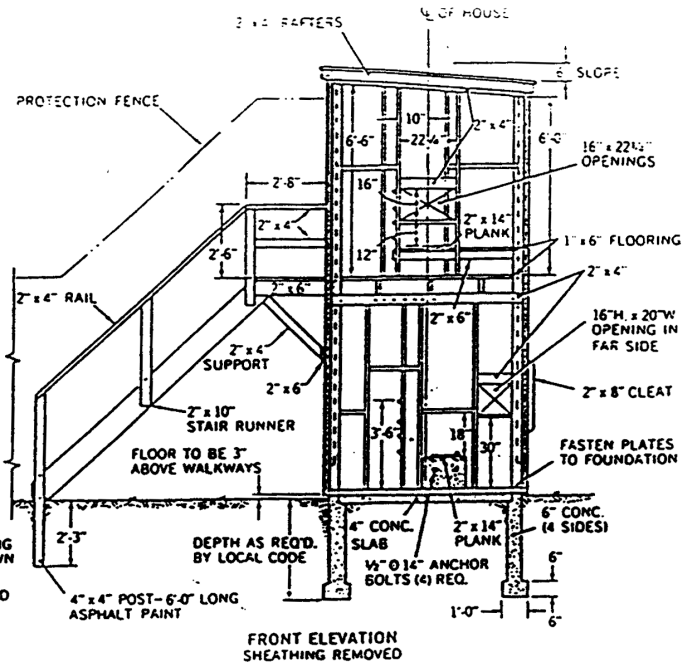 2" x 4" RAFTERS
℄ OF HOUSE
6" SLOPE
PROTECTION FENCE
10"
6'-6"
22¼"
2" x 4"
6'-0"
16" x 22½"
OPENINGS
2'-8"
16"
2" x 4"
2" x 14"
PLANK
2'-6"
12"
1" x 6" FLOORING
2" x 4" RAIL
2" x 6"
2" x 4"
2" x 6"
16"H. x 20"W
OPENING IN
FAR SIDE
2" x 4"
SUPPORT
2" x 6"
2" x 8" CLEAT
2" x 10"
STAIR RUNNER
3'-6"
18"
30"
FLOOR TO BE 3"
ABOVE WALKWAYS
FASTEN PLATES
TO FOUNDATION
2'-3"
DEPTH AS REQ'D.
BY LOCAL CODE
4" CONC.
SLAB
2" x 14"
PLANK
6" CONC.
(4 SIDES)
½" O 14" ANCHOR
BOLTS (4) REQ.
6"
1'-0"
6"
4" x 4" POST-6'-0" LONG
ASPHALT PAINT
FRONT ELEVATION
SHEATHING REMOVED